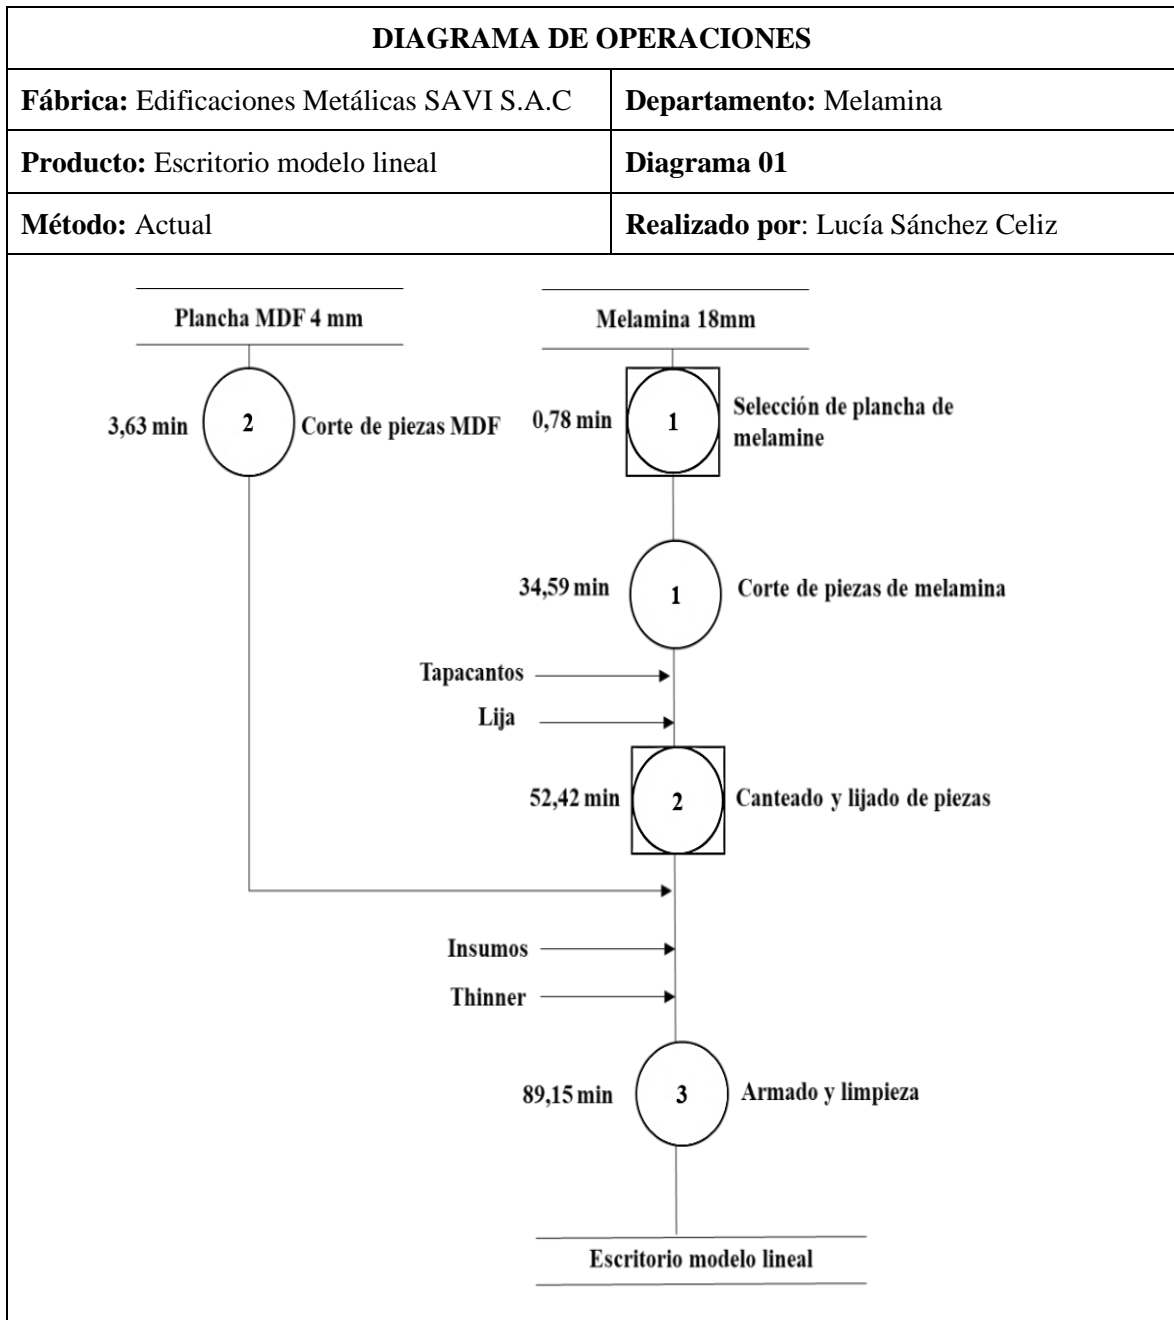 DIAGRAMA DE OPERACIONES
Fábrica: Edificaciones Metálicas SAVI S.A.C
Departamento: Melamina
Producto: Escritorio modelo lineal
Diagrama 01
Método: Actual
Realizado por: Lucía Sánchez Celiz
Plancha MDF 4 mm
Melamina 18mm
3,63 min
2
Corte de piezas MDF
0,78 min
1
Selección de plancha de
melamine
34,59 min
1
Corte de piezas de melamina
Tapacantos
Lija
52,42 min
2
Canteado y lijado de piezas
Insumos
Thinner
89,15 min
3
Armado y limpieza
Escritorio modelo lineal